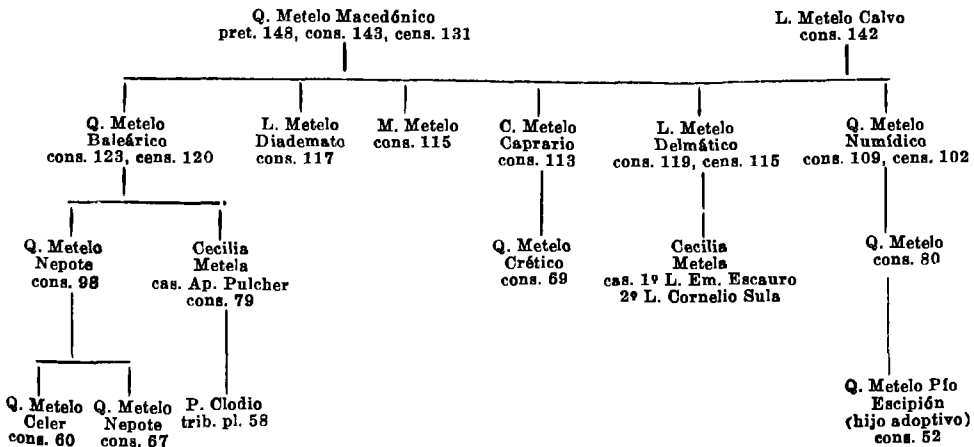 Q. Metelo Macedónico
pret. 148, cons. 143, cens. 131
L. Metelo Calvo
cons. 142
Q. Metelo
Baleárico
cons. 123, cens. 120
L. Metelo
Diademato
cons. 117
M. Metelo
cons. 115
C. Metelo
Caprario
cons. 113
L. Metelo
Delmático
cons. 119, cens. 115
Q. Metelo
Numídico
cons. 109, cens. 102
Q. Metelo
Nepote
cons. 98
Cecilia
Metela
cas. Ap. Pulcher
cons. 79
Q. Metelo
Crético
cons. 69
Cecilia
Metela
cas. 1º L. Em. Escauro
2º L. Cornelio Sula
Q. Metelo
cons. 80
Q. Metelo
Celer
cons. 60
Q. Metelo
Nepote
cons. 67
P. Clodio
trib. pl. 58
Q. Metelo Pío
Escipión
(hijo adoptivo)
cons. 52